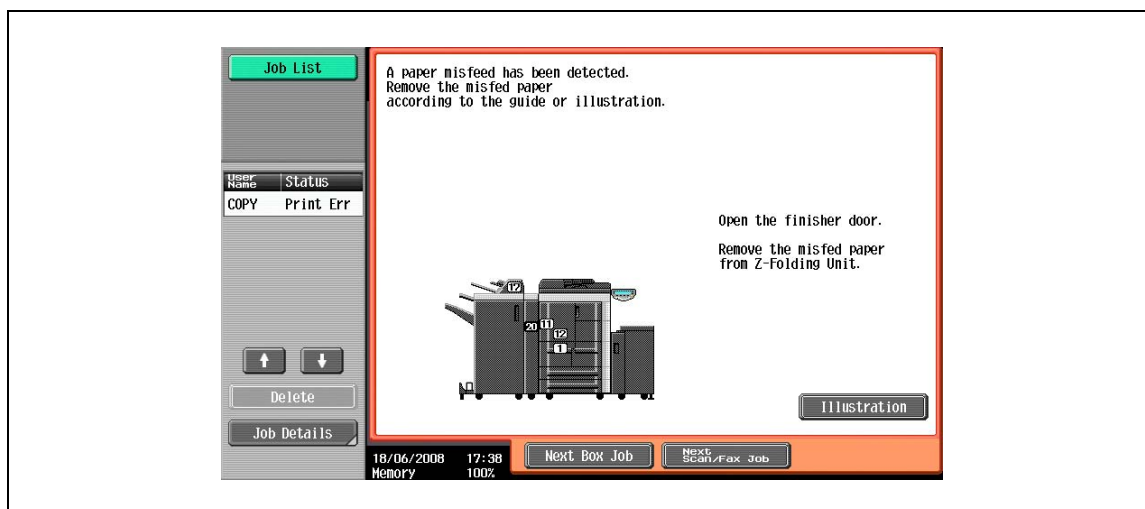 Job List
User Name Status
COPY Print Err
Delete
Job Details
A paper misfeed has been detected.
Remove the misfed paper
according to the guide or illustration.
Open the finisher door.
Remove the misfed paper
from Z-Folding Unit.
17
20 11
12
1
Illustration
18/06/2008 17:38
Memory 100%
Next Box Job
Next Scan/Fax Job